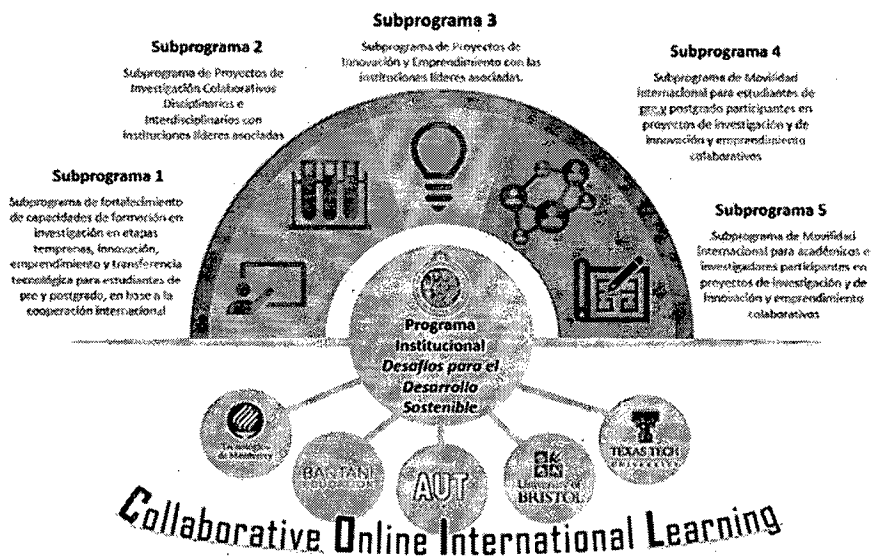 Subprograma 1
Subprograma de fortalecimiento
de capacidades de formación en
investigación en etapas
tempranas, innovación,
emprendimiento y transferencia
tecnológica para estudiantes de
pre y postgrado, en base a la
cooperación internacional
Subprograma 2
Subprograma de Proyectos de
Investigación Colaborativos
Disciplinarios e
Interdisciplinarios con
instituciones líderes asociadas
Subprograma 3
Subprograma de Proyectos de
Innovación y Emprendimiento con las
instituciones líderes asociadas.
Subprograma 4
Subprograma de Movilidad
Internacional para estudiantes de
pre y postgrado participantes en
proyectos de investigación y de
innovación y emprendimiento
colaborativos
Subprograma 5
Subprograma de Movilidad
Internacional para académicos e
investigadores participantes en
proyectos de investigación y de
innovación y emprendimiento
colaborativos
Programa
Institucional
Desafíos para el
Desarrollo
Sostenible
Tecnológico
de Monterrey
BANTANI
EDUCATION
AUT
University of
BRISTOL
TEXAS TECH
UNIVERSITY
Collaborative Online International Learning